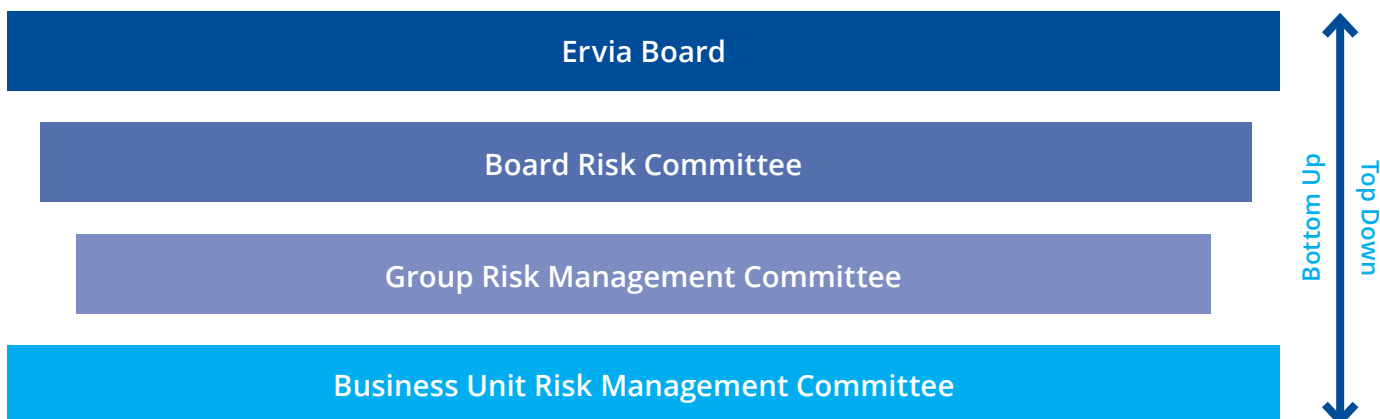 Ervia Board
Board Risk Committee
Group Risk Management Committee
Business Unit Risk Management Committee
Bottom Up
Top Down